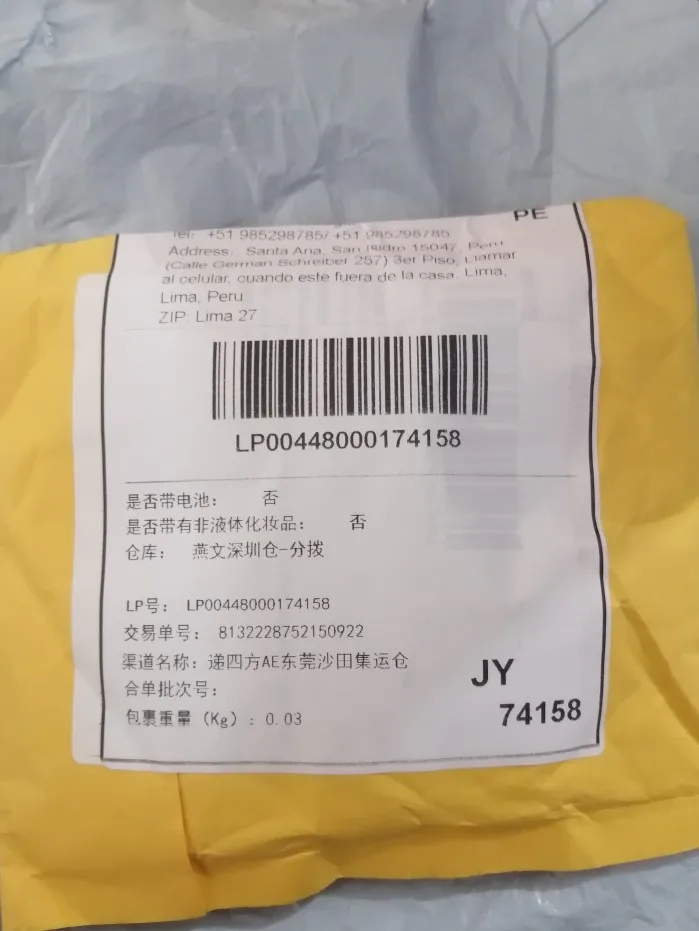 PE
Tel: +51 985298785/ +51 985298785
Address: Santa Ana, San Isidro 15047, Peru
(Calle German Schreiber 257) 3er Piso, Llamar
al celular, cuando este fuera de la casa. Lima,
Lima, Peru
ZIP: Lima 27
LP00448000174158
是否带电池: 否
是否带有非液体化妆品: 否
仓库: 燕文深圳仓-分拨
LP号: LP00448000174158
交易单号: 8132228752150922
渠道名称: 递四方AE东莞沙田集运仓
合单批次号:
包裹重量 (Kg) : 0.03
JY
74158